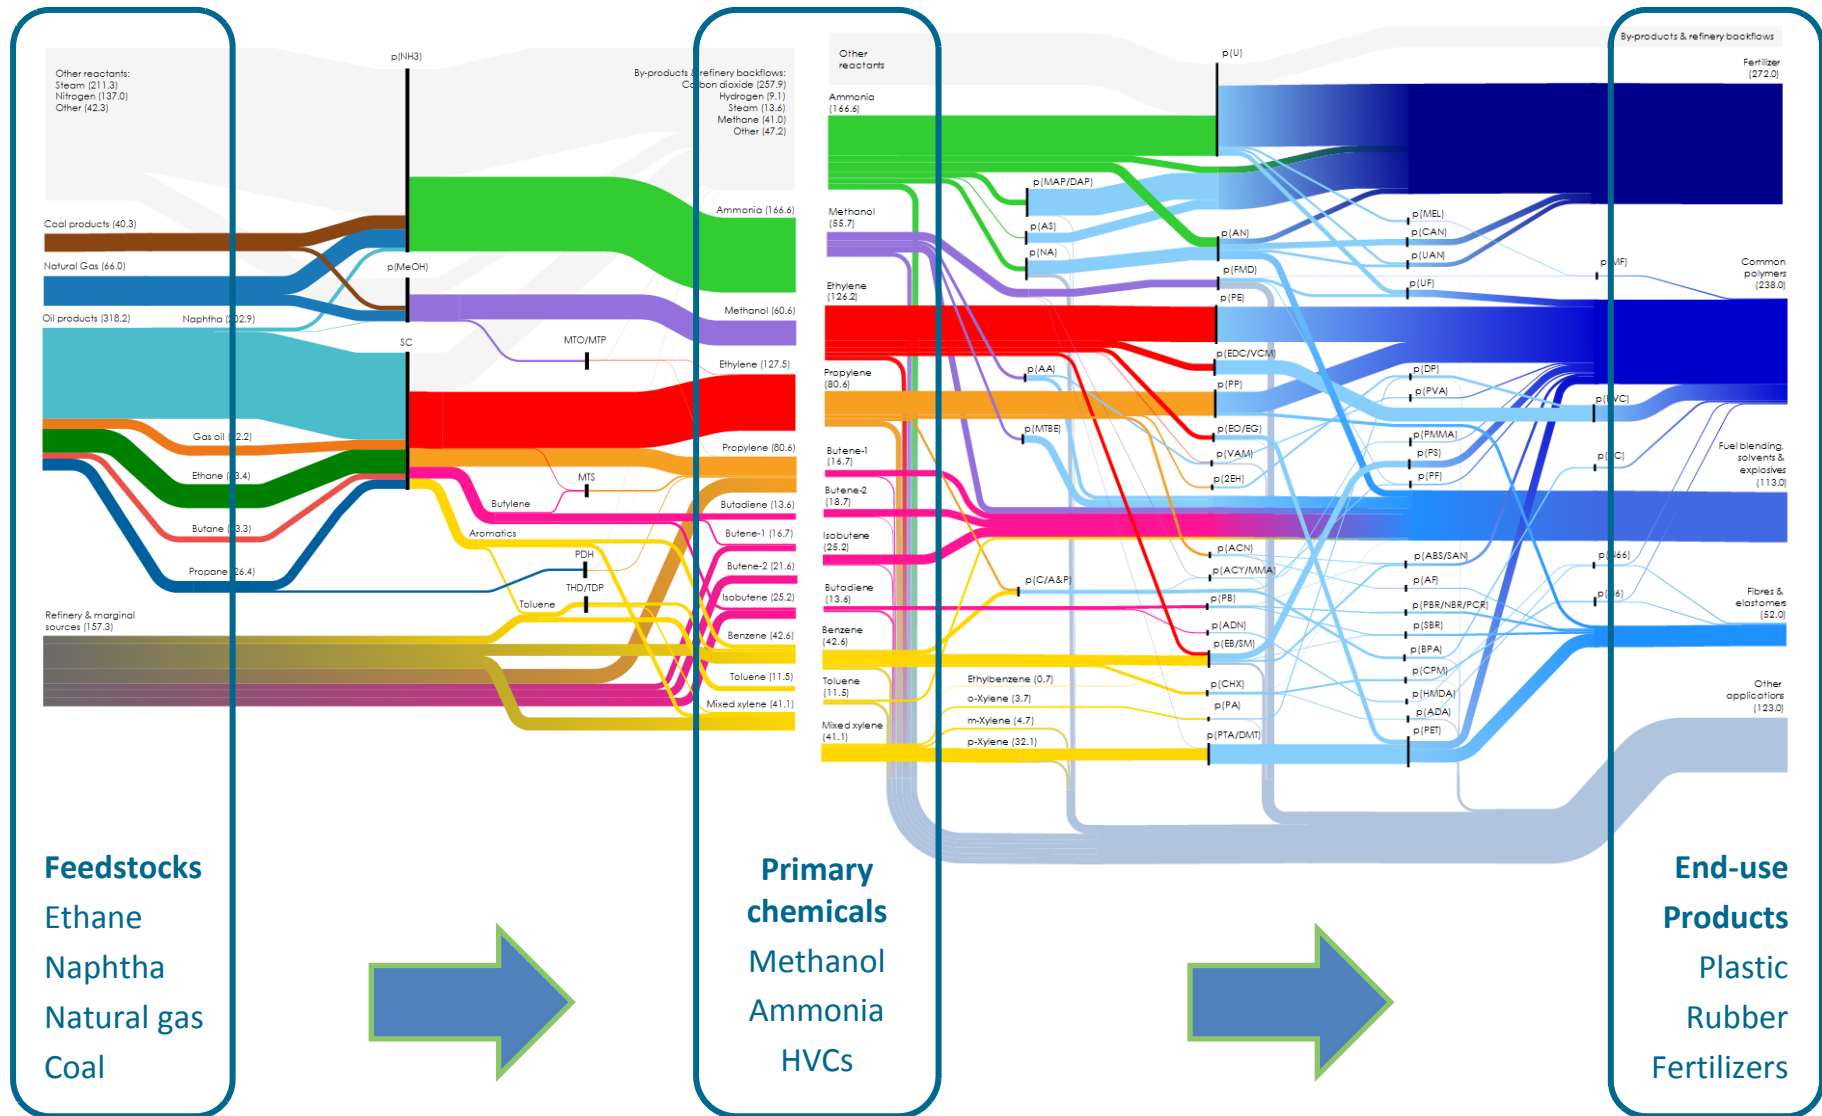 Other reactants:
Steam (211.3)
Nitrogen (137.0)
Other (42.3)
Coal products (40.3)
Natural Gas (66.0)
Oil products (318.2)
Naphtha (202.9)
Gas oil
Ethane
Butane
Propane (26.4)
Refinery & marginal
sources (157.3)
p(NH3)
p(MeOH)
SC
MTO/MTP
MTS
Butylene
Aromatics
PDH
THD/TDP
Toluene
By-products & refinery backflows:
Carbon dioxide (257.9)
Hydrogen (9.1)
Steam (13.6)
Methane (41.0)
Other (47.2)
Ammonia (166.6)
Methanol (60.6)
Ethylene (127.5)
Propylene (80.6)
Butadiene (13.6)
Butene-1 (16.7)
Butene-2 (21.6)
Isobutene (25.2)
Benzene (42.6)
Toluene (11.5)
Mixed xylene (41.1)
Other
reactants
Ammonia
(166.6)
Methanol
(55.7)
Ethylene
(126.2)
Propylene
(80.6)
Butene-1
(16.7)
Butene-2
(18.7)
Isobutene
(25.2)
Butadiene
(13.6)
Benzene
(42.6)
Toluene
(11.5)
Mixed xylene
(41.1)
Ethylbenzene (0.7)
o-Xylene (3.7)
m-Xylene (4.7)
p-Xylene (32.1)
p(MAP/DAP)
p(AS)
p(NA)
p(AA)
p(MTBE)
p(C/A&P)
p(U)
p(AN)
p(FMD)
p(PE)
p(EDC/VCM)
p(PP)
p(EO/EG)
p(VAM)
p(2EH)
p(ACN)
p(ACY/MMA)
p(PB)
p(ADN)
p(EB/SM)
p(CHX)
p(PA)
p(PTA/DMT)
p(MEL)
p(CAN)
p(UAN)
p(UF)
p(DP)
p(PVA)
p(PMMA)
p(PS)
p(PF)
p(ABS/SAN)
p(AF)
p(PBR/NBR/PCR)
p(SBR)
p(BPA)
p(CPM)
p(HMDA)
p(ADA)
p(PET)
By-products & refinery backflows
Fertilizer
(272.0)
Common
polymers
(238.0)
Fuel blending,
solvents &
explosives
(113.0)
Fibres &
elastomers
(52.0)
Other
applications
(123.0)
Feedstocks
Ethane
Naphtha
Natural gas
Coal
Primary
chemicals
Methanol
Ammonia
HVCs
End-use
Products
Plastic
Rubber
Fertilizers